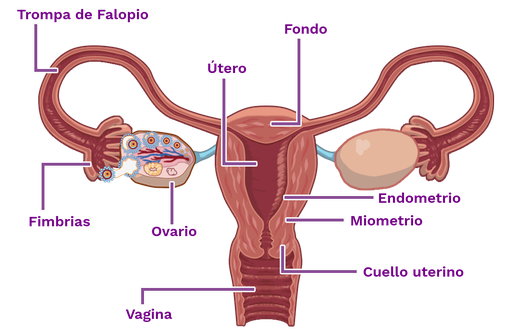 Trompa de Falopio
Fondo
Útero
Endometrio
Fimbrias
Miometrio
Ovario
Cuello uterino
Vagina